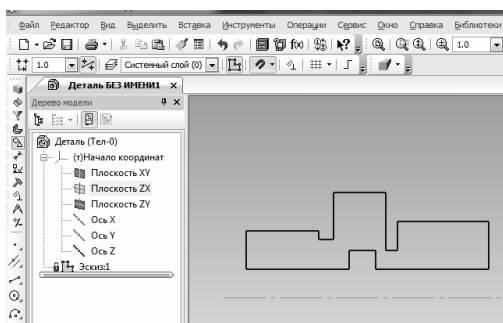 Файл Редактор Вид Выделить Вставка Инструменты Операции Сервис Окно Справка Библиотеки
f(x) 1.0
1.0 Системный слой (0)
Деталь БЕЗ ИМЕНИ1
Дерево модели
Деталь (Тел-0)
(т)Начало координат
Плоскость XY
Плоскость ZX
Плоскость ZY
Ось X
Ось Y
Ось Z
Эскиз:1